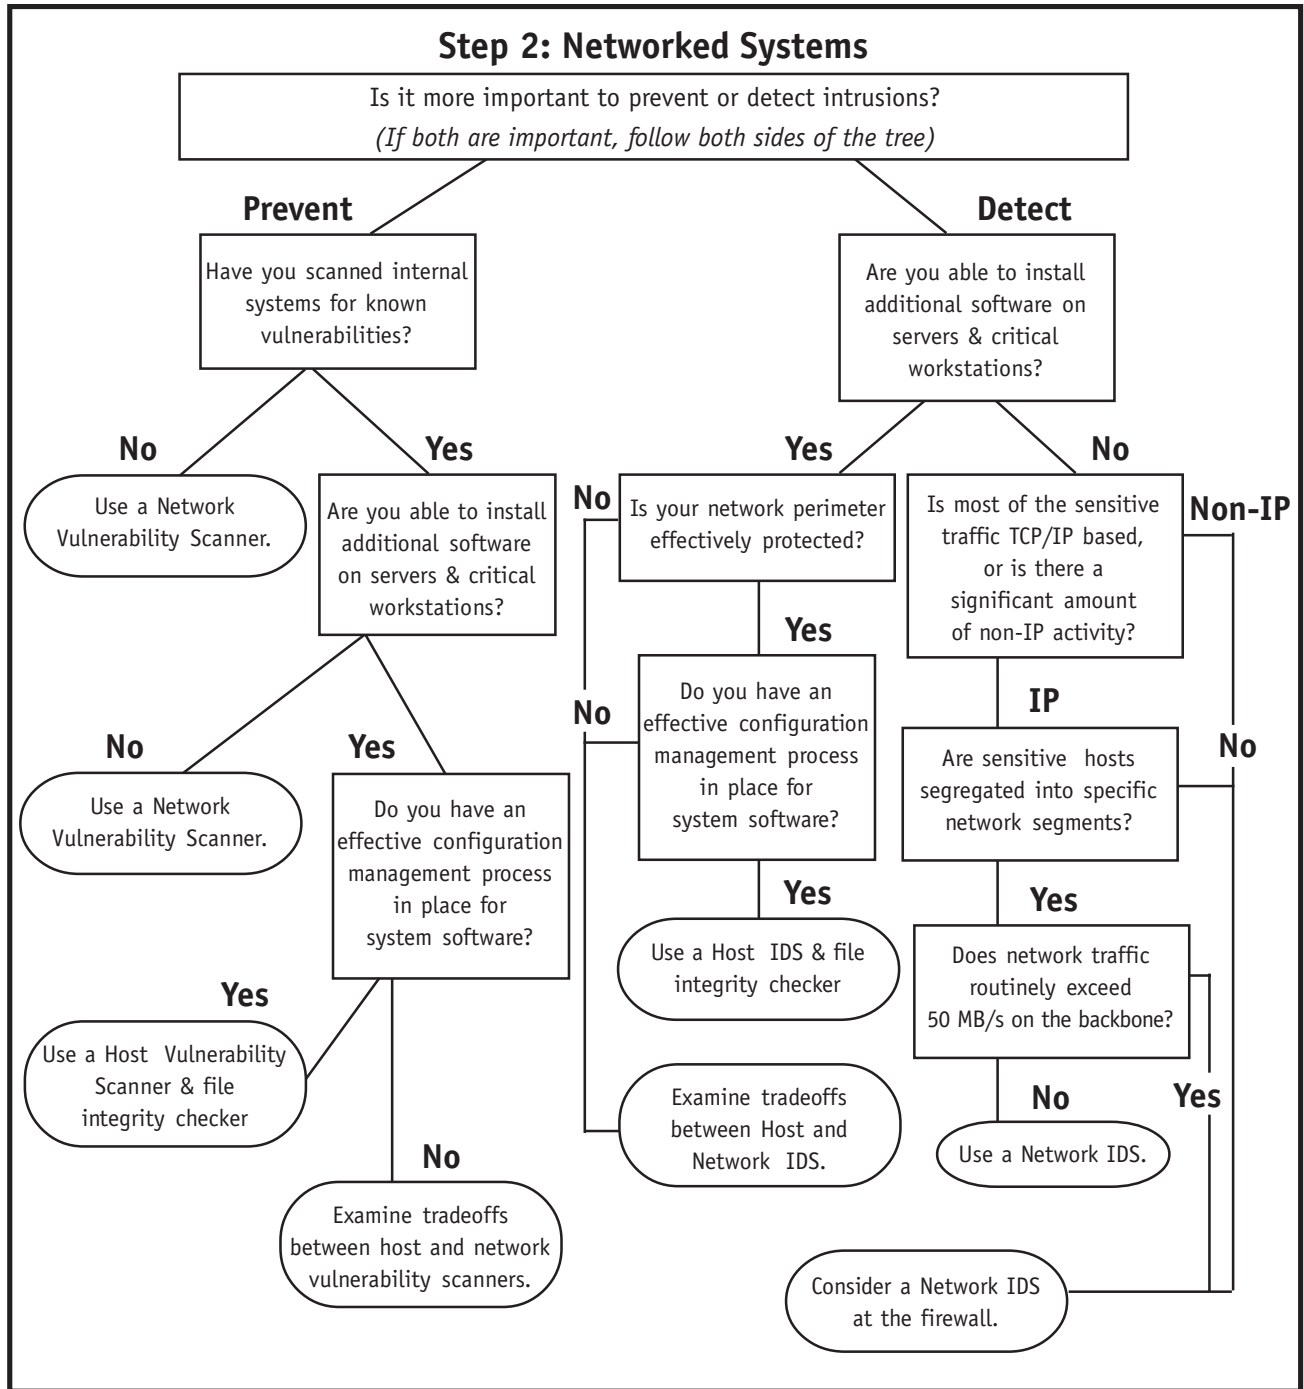 Step 2: Networked Systems
Is it more important to prevent or detect intrusions?
(If both are important, follow both sides of the tree)
Prevent
Detect
Have you scanned internal
systems for known
vulnerabilities?
Are you able to install
additional software on
servers & critical
workstations?
No
Yes
Yes
No
Use a Network
Vulnerability Scanner.
Are you able to install
additional software
on servers & critical
workstations?
No
Is your network perimeter
effectively protected?
Is most of the sensitive
traffic TCP/IP based,
or is there a
significant amount
of non-IP activity?
Non-IP
Yes
IP
No
Yes
No
Do you have an
effective configuration
management process
in place for
system software?
No
Are sensitive hosts
segregated into specific
network segments?
Use a Network
Vulnerability Scanner.
Do you have an
effective configuration
management process
in place for
system software?
Yes
Yes
Use a Host IDS & file
integrity checker
Does network traffic
routinely exceed
50 MB/s on the backbone?
Yes
Use a Host Vulnerability
Scanner & file
integrity checker
Examine tradeoffs
between Host and
Network IDS.
No
Yes
Use a Network IDS.
No
Examine tradeoffs
between host and network
vulnerability scanners.
Consider a Network IDS
at the firewall.